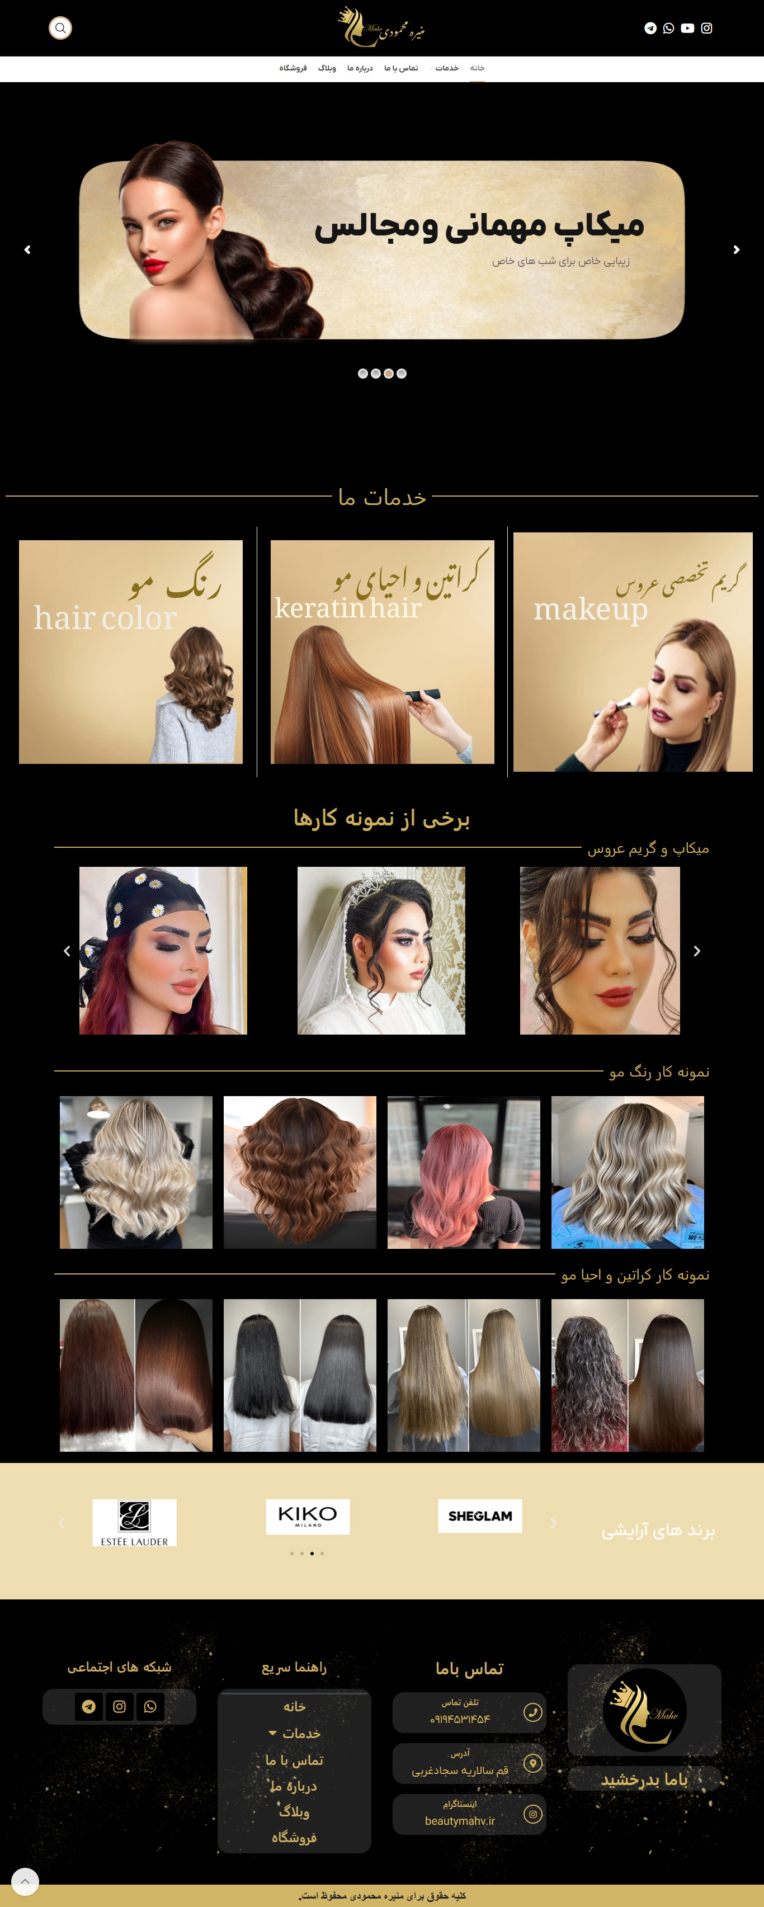 منیره محمودی
Mahv
خانه خدمات تماس با ما درباره ما وبلاگ فروشگاه
میکاپ مهمانی ومجالس
زیبایی خاص برای شب های خاص
خدمات ما
گریم تخصصی عروس
makeup
کراتین و احیای مو
keratin hair
رنگ مو
hair color
برخی از نمونه کارها
میکاپ و گریم عروس
نمونه کار رنگ مو
نمونه کار کراتین و احیا مو
برند های آرایشی
SHEGLAM
KIKO
MILANO
ESTĒE LAUDER
Mahv
باما بدرخشید
تماس باما
تلفن تماس
۰۹۱۹۴۵۳۱۴۵۴
آدرس
قم سالاریه سجادغربی
اینستاگرام
beautymahv.ir
راهنما سریع
خانه
خدمات
تماس با ما
درباره ما
وبلاگ
فروشگاه
شبکه های اجتماعی
کلیه حقوق برای منیره محمودی محفوظ است.